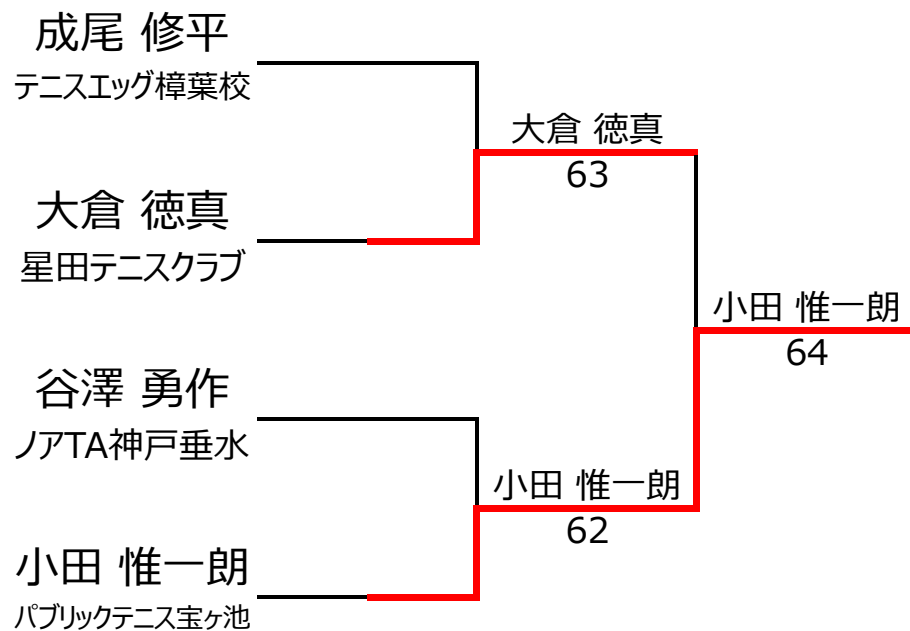 成尾 修平
テニスエッグ樟葉校
大倉 徳真
63
大倉 徳真
星田テニスクラブ
小田 惟一朗
64
谷澤 勇作
ノアTA神戸垂水
小田 惟一朗
62
小田 惟一朗
パブリックテニス宝ヶ池